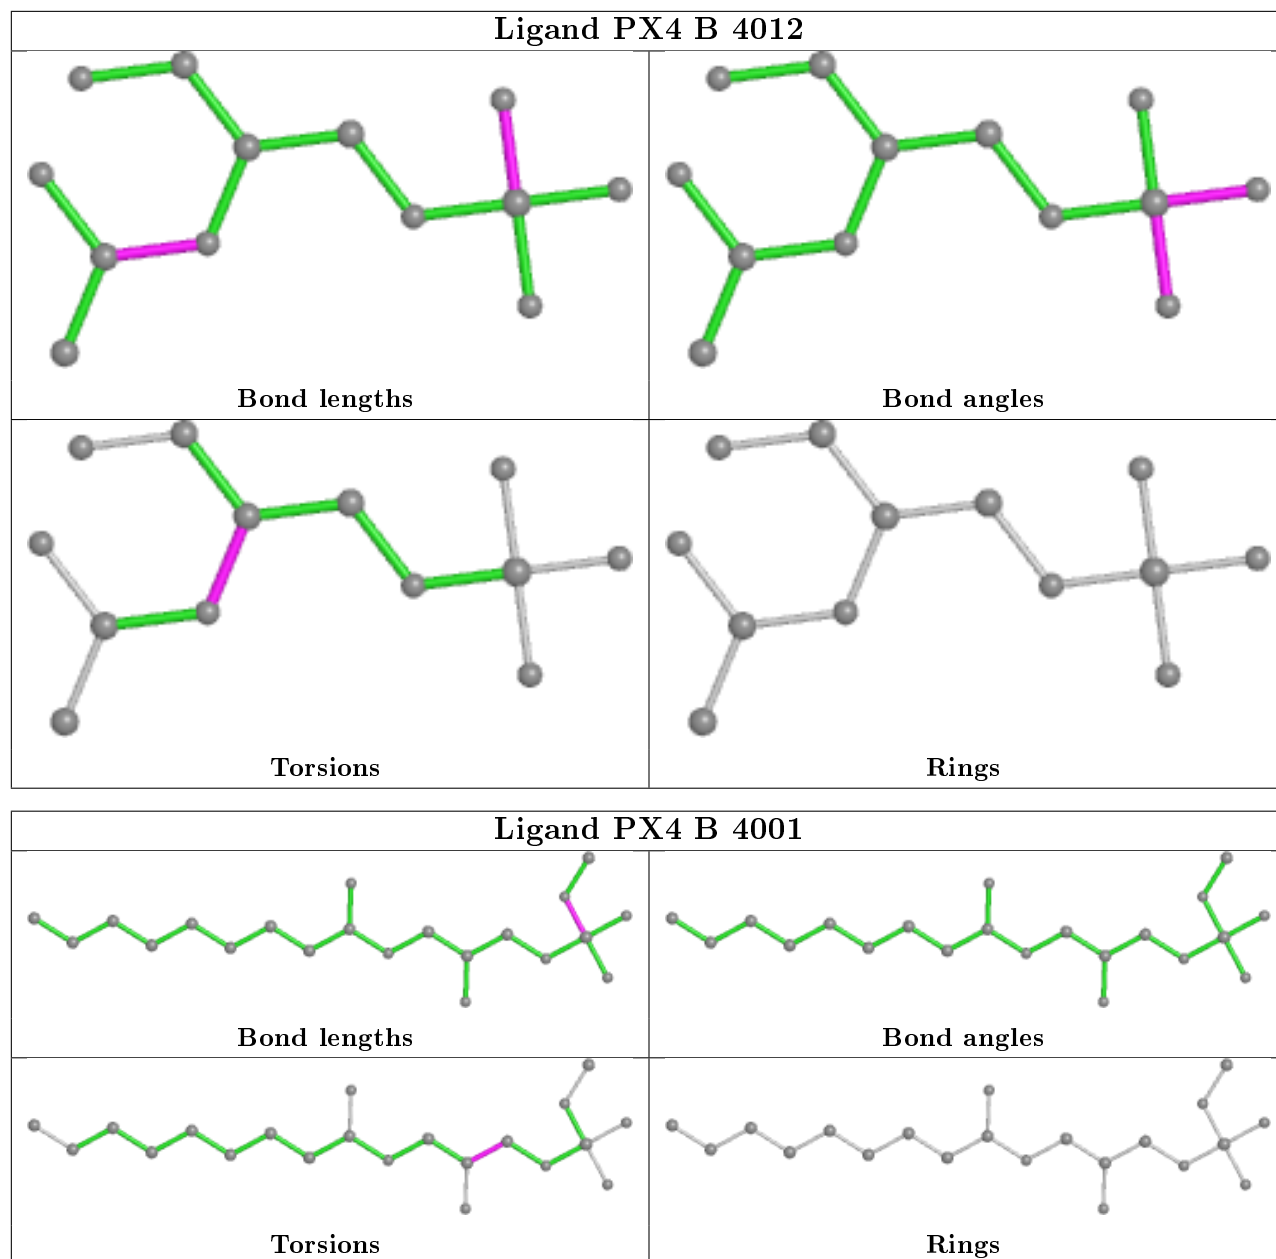 Ligand PX4 B 4012
Bond lengths
Bond angles
Torsions
Rings
Ligand PX4 B 4001
Bond lengths
Bond angles
Torsions
Rings